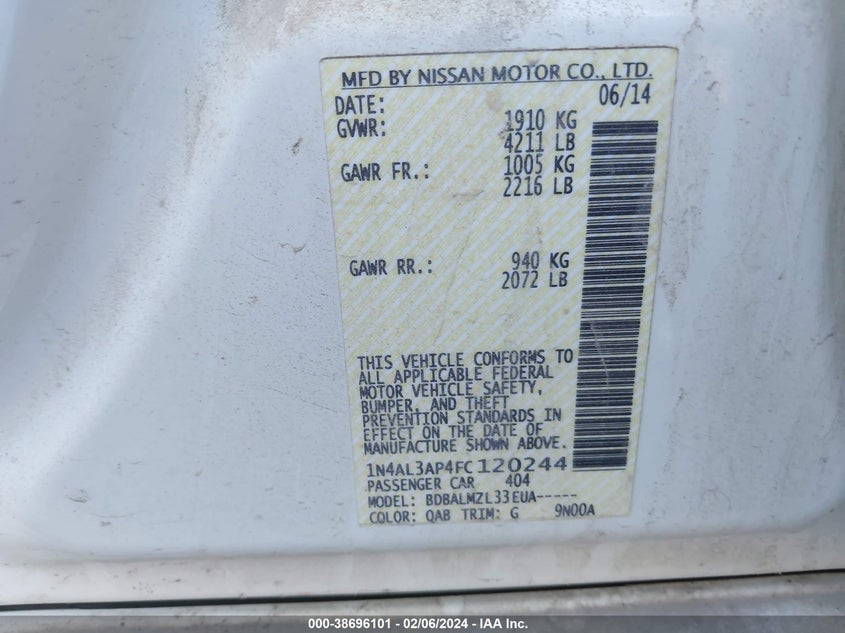 MFD BY NISSAN MOTOR CO., LTD.
DATE: 06/14
GVWR: 1910 KG
4211 LB
GAWR FR.: 1005 KG
2216 LB
GAWR RR.: 940 KG
2072 LB
THIS VEHICLE CONFORMS TO
ALL APPLICABLE FEDERAL
MOTOR VEHICLE SAFETY,
BUMPER, AND THEFT
PREVENTION STANDARDS IN
EFFECT ON THE DATE OF
MANUFACTURE SHOWN ABOVE.
1N4AL3AP4FC120244
PASSENGER CAR 404
MODEL: BDBALMZL33EUA-----
COLOR: QAB TRIM: G 9N00A
000-38696101 - 02/06/2024 - IAA Inc.